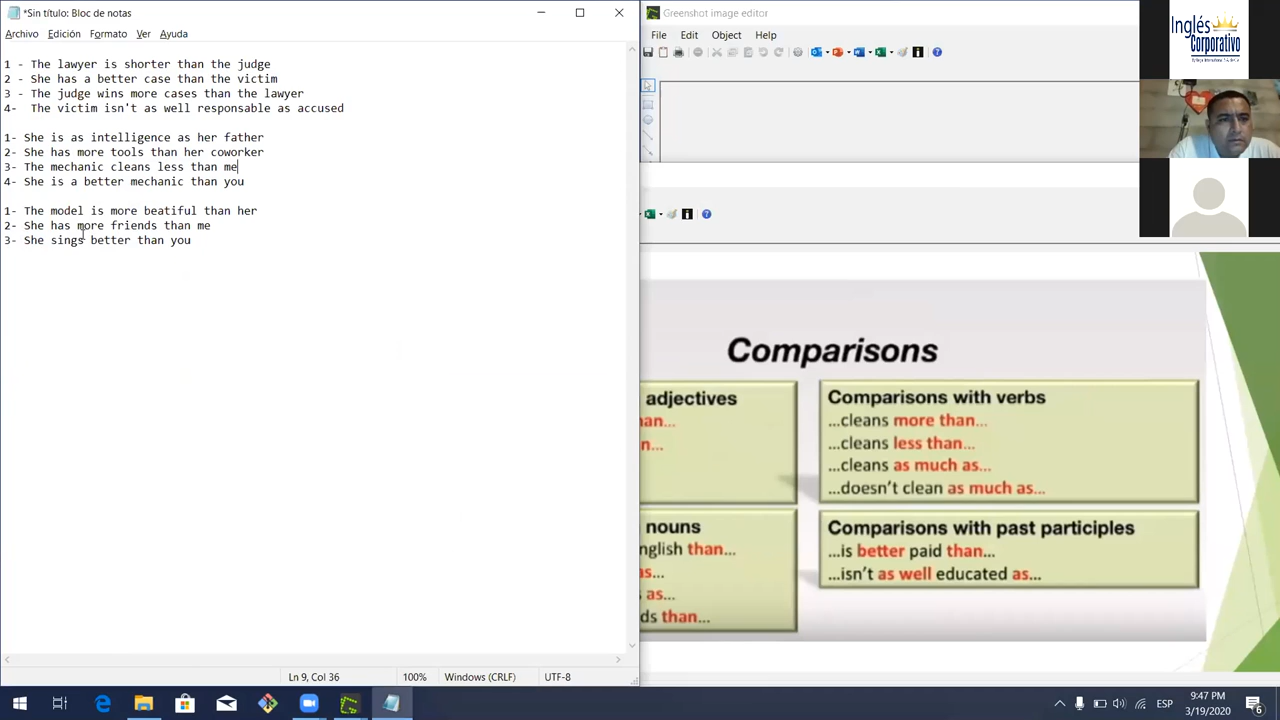 *Sin título: Bloc de notas
Archivo Edición Formato Ver Ayuda
1 - The lawyer is shorter than the judge
2 - She has a better case than the victim
3 - The judge wins more cases than the lawyer
4- The victim isn't as well responsable as accused
1- She is as intelligence as her father
2- She has more tools than her coworker
3- The mechanic cleans less than me
4- She is a better mechanic than you
1- The model is more beatiful than her
2- She has more friends than me
3- She sings better than you
Ln 9, Col 36 100% Windows (CRLF) UTF-8
Greenshot image editor
File Edit Object Help
Comparisons
adjectives
an...
n...
Comparisons with verbs
...cleans more than...
...cleans less than...
...cleans as much as...
...doesn't clean as much as...
nouns
nglish than...
as...
s as...
ds than...
Comparisons with past participles
...is better paid than...
...isn't as well educated as...
Inglés
Corporativo
ESP
9:47 PM
3/19/2020
6